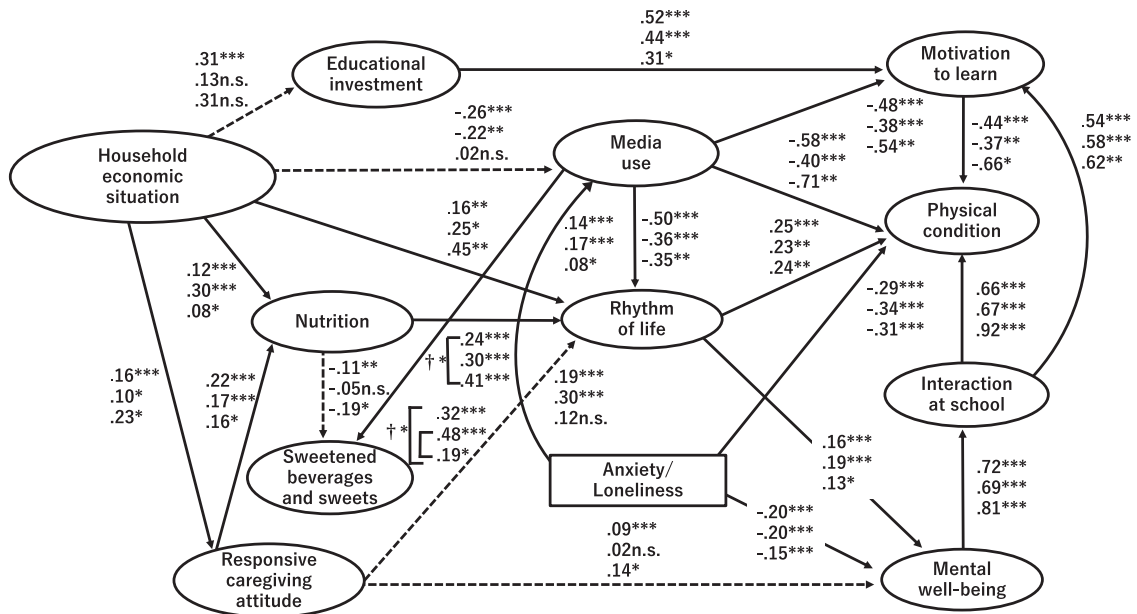 .52***
.44***
.31*
.31***
.13n.s.
.31n.s.
Educational
investment
Motivation
to learn
-.26***
-.22**
.02n.s.
-.48***
-.38***
-.54**
-.44***
-.37**
-.66*
.54***
.58***
.62**
Household
economic
situation
Media
use
-.58***
-.40***
-.71**
Physical
condition
.16**
.25*
.45**
.14***
.17***
.08*
-.50***
-.36***
-.35**
.25***
.23**
.24**
.12***
.30***
.08*
Nutrition
Rhythm
of life
-.29***
-.34***
-.31***
.66***
.67***
.92***
.16***
.10*
.23*
.22***
.17***
.16*
-.11**
-.05n.s.
-.19*
† *
.24***
.30***
.41***
.19***
.30***
.12n.s.
Interaction
at school
† *
.32***
.48***
.19*
Sweetened
beverages
and sweets
Anxiety/
Loneliness
.16***
.19***
.13*
.72***
.69***
.81***
-.20***
-.20***
-.15***
.09***
.02n.s.
.14*
Responsive
caregiving
attitude
Mental
well-being